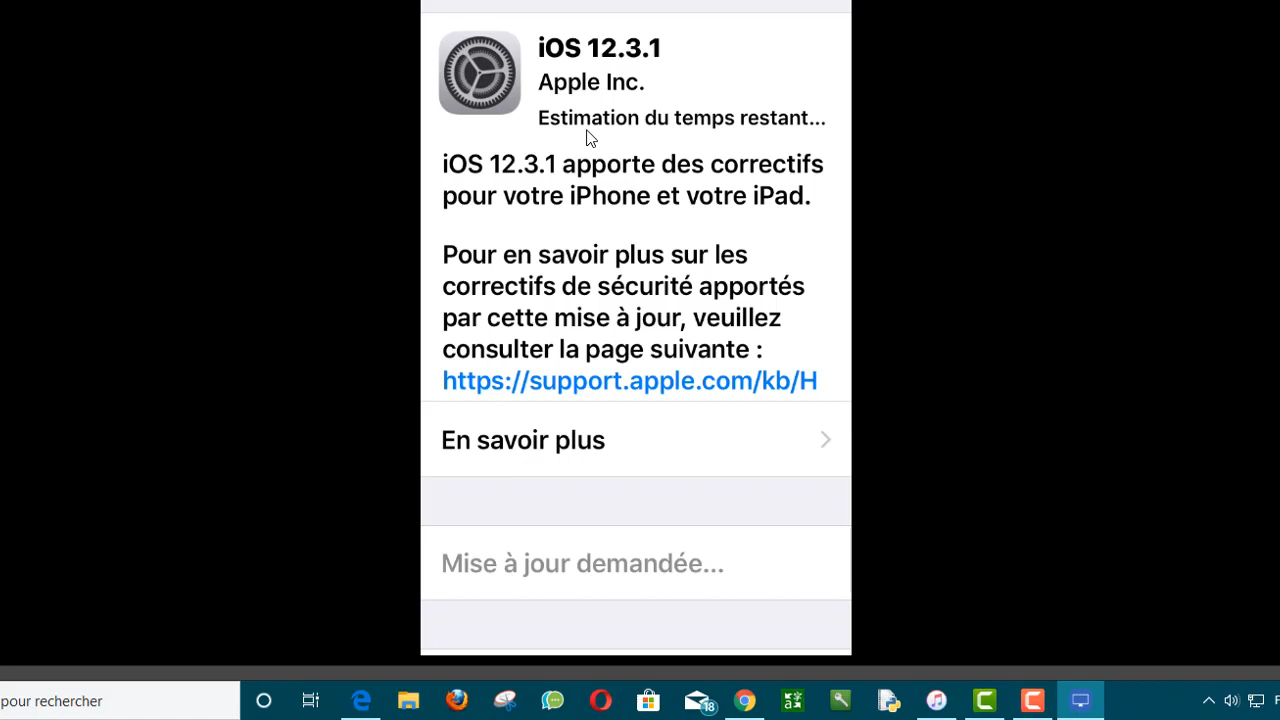 iOS 12.3.1
Apple Inc.
Estimation du temps restant...
iOS 12.3.1 apporte des correctifs
pour votre iPhone et votre iPad.
Pour en savoir plus sur les
correctifs de sécurité apportés
par cette mise à jour, veuillez
consulter la page suivante :
https://support.apple.com/kb/H
En savoir plus
Mise à jour demandée...
pour rechercher
18